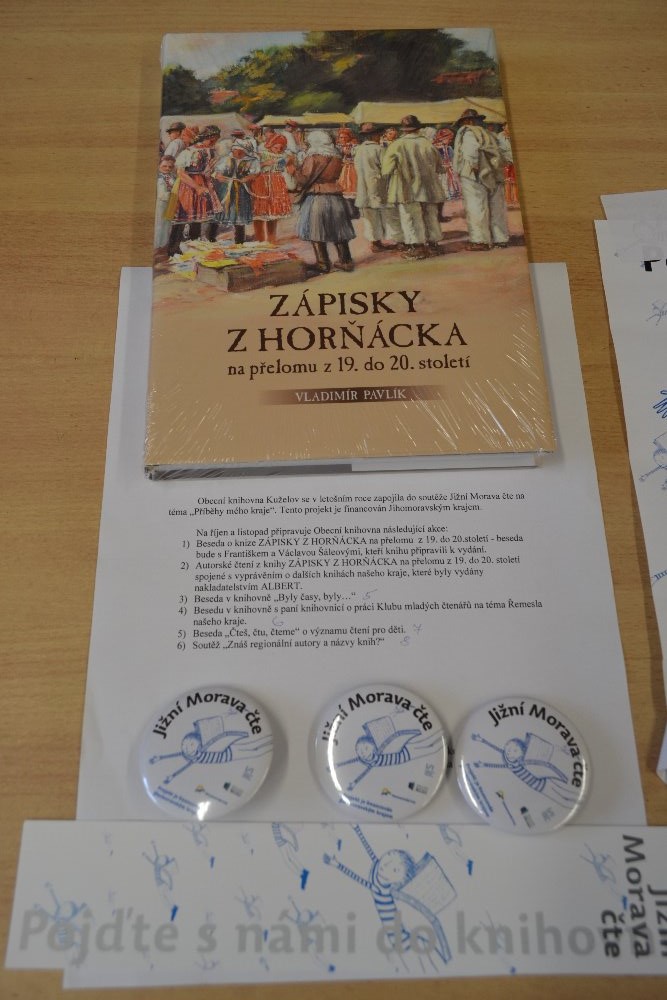 ZÁPISKY
Z HORŇÁCKA
na přelomu z 19. do 20. století
VLADIMÍR PAVLÍK
Obecní knihovna Kuželov se v letošním roce zapojila do soutěže Jižní Morava čte na
téma „Příběhy mého kraje". Tento projekt je financován Jihomoravským krajem.
Na říjen a listopad připravuje Obecní knihovna následující akce:
1) Beseda o knize ZÁPISKY Z HORŇÁCKA na přelomu z 19. do 20.století - beseda
bude s Františkem a Václavou Šáleovými, kteří knihu připravili k vydání.
2) Autorské čtení z knihy ZÁPISKY Z HORŇÁCKA na přelomu z 19. do 20. století
spojené s vyprávěním o dalších knihách našeho kraje, které byly vydány
nakladatelstvím ALBERT.
3) Beseda v knihovně „Byly časy, byly…" 5
4) Besedu v knihovně s paní knihovnicí o práci Klubu mladých čtenářů na téma Řemesla
našeho kraje. 6
5) Beseda „Čteš, čtu, čteme" o významu čtení pro děti. 7
6) Soutěž „Znáš regionální autory a názvy knih?" 8
Jižní Morava čte
Jižní Morava čte
Jižní Morava čte
Pojďte s námi do kniho
Jižní
Morava
čte